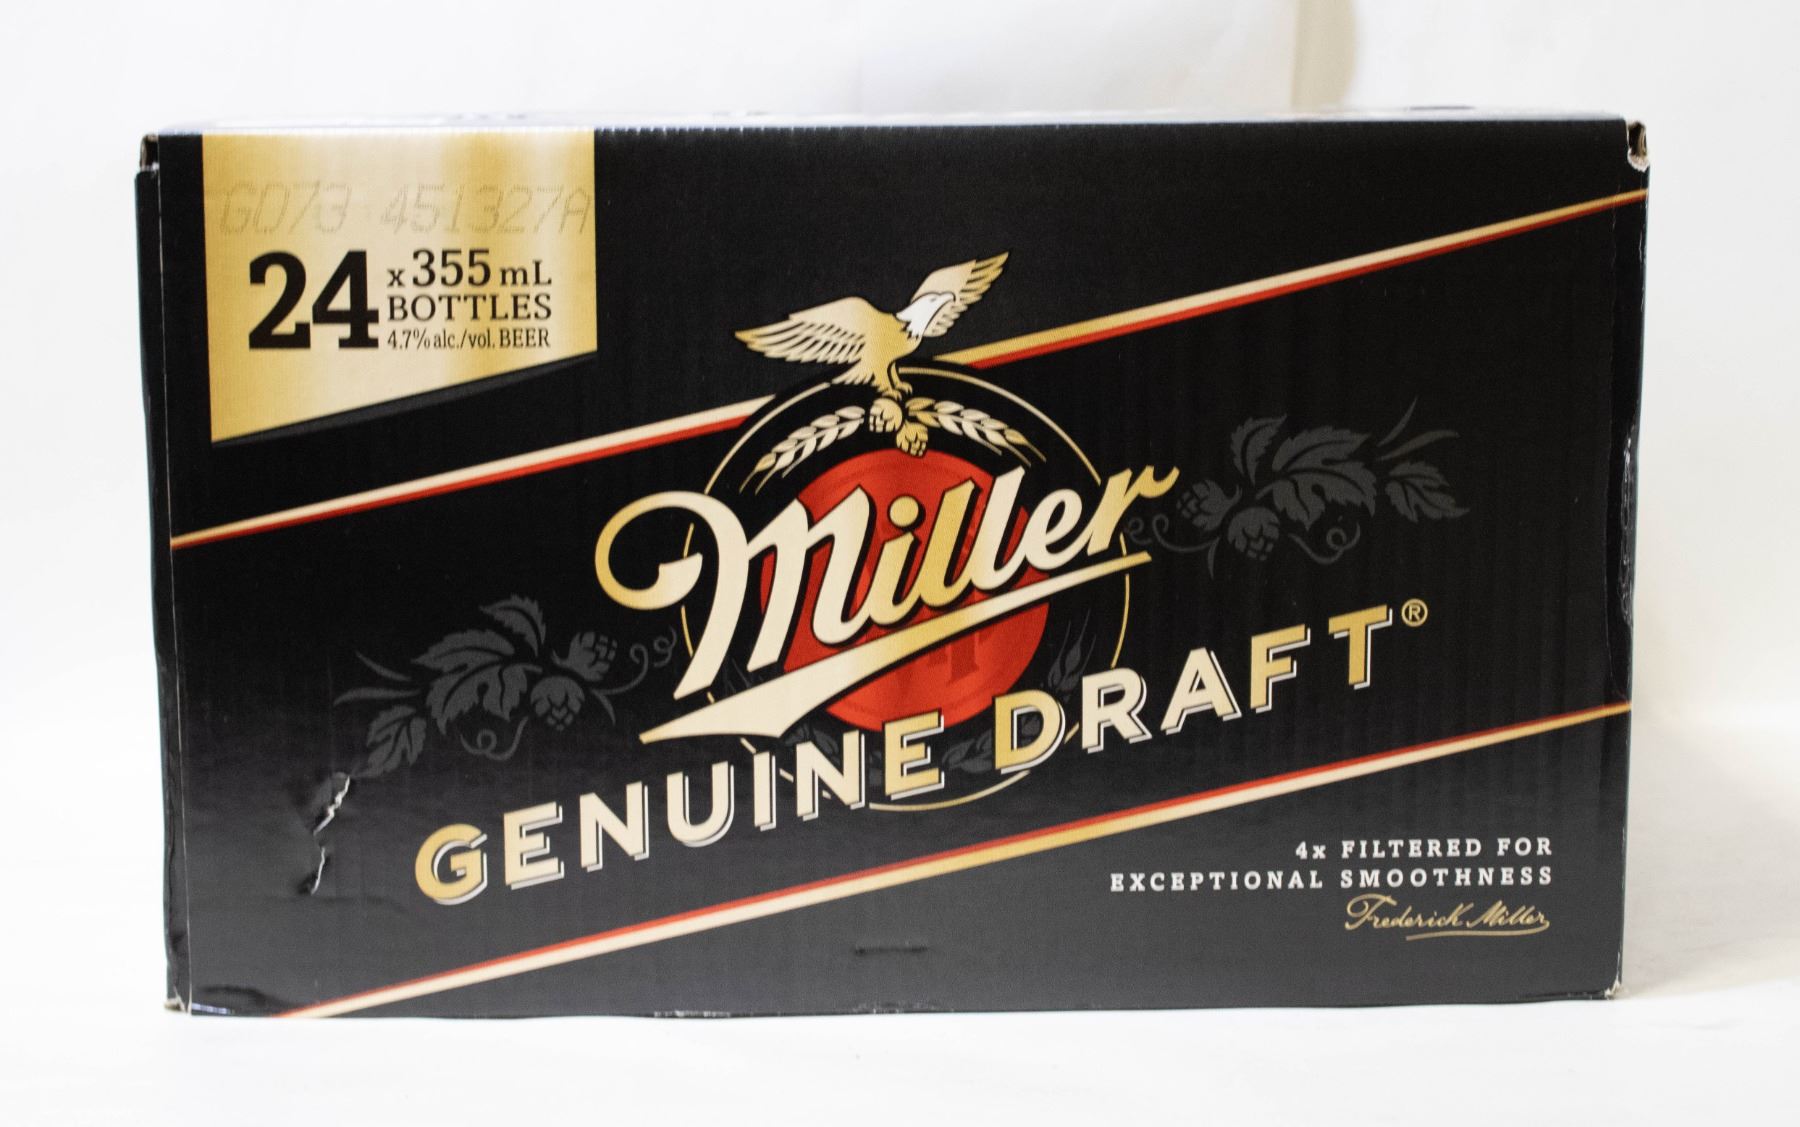 G073 451327A
24 x 355 mL
BOTTLES
4.7% alc./vol. BEER
Miller
GENUINE DRAFT®
4x FILTERED FOR
EXCEPTIONAL SMOOTHNESS
Frederick Miller